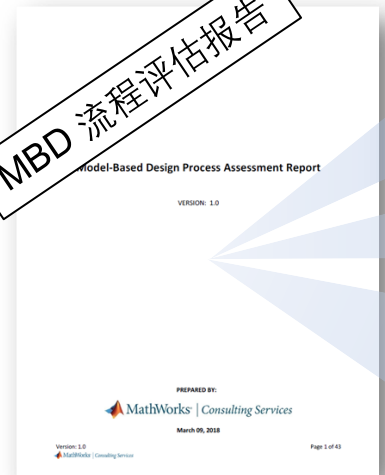 MBD 流程评估报告
Model-Based Design Process Assessment Report
VERSION: 1.0
PREPARED BY:
MathWorks | Consulting Services
March 09, 2018
Version: 1.0
Page 1 of 43
MathWorks | Consulting Services